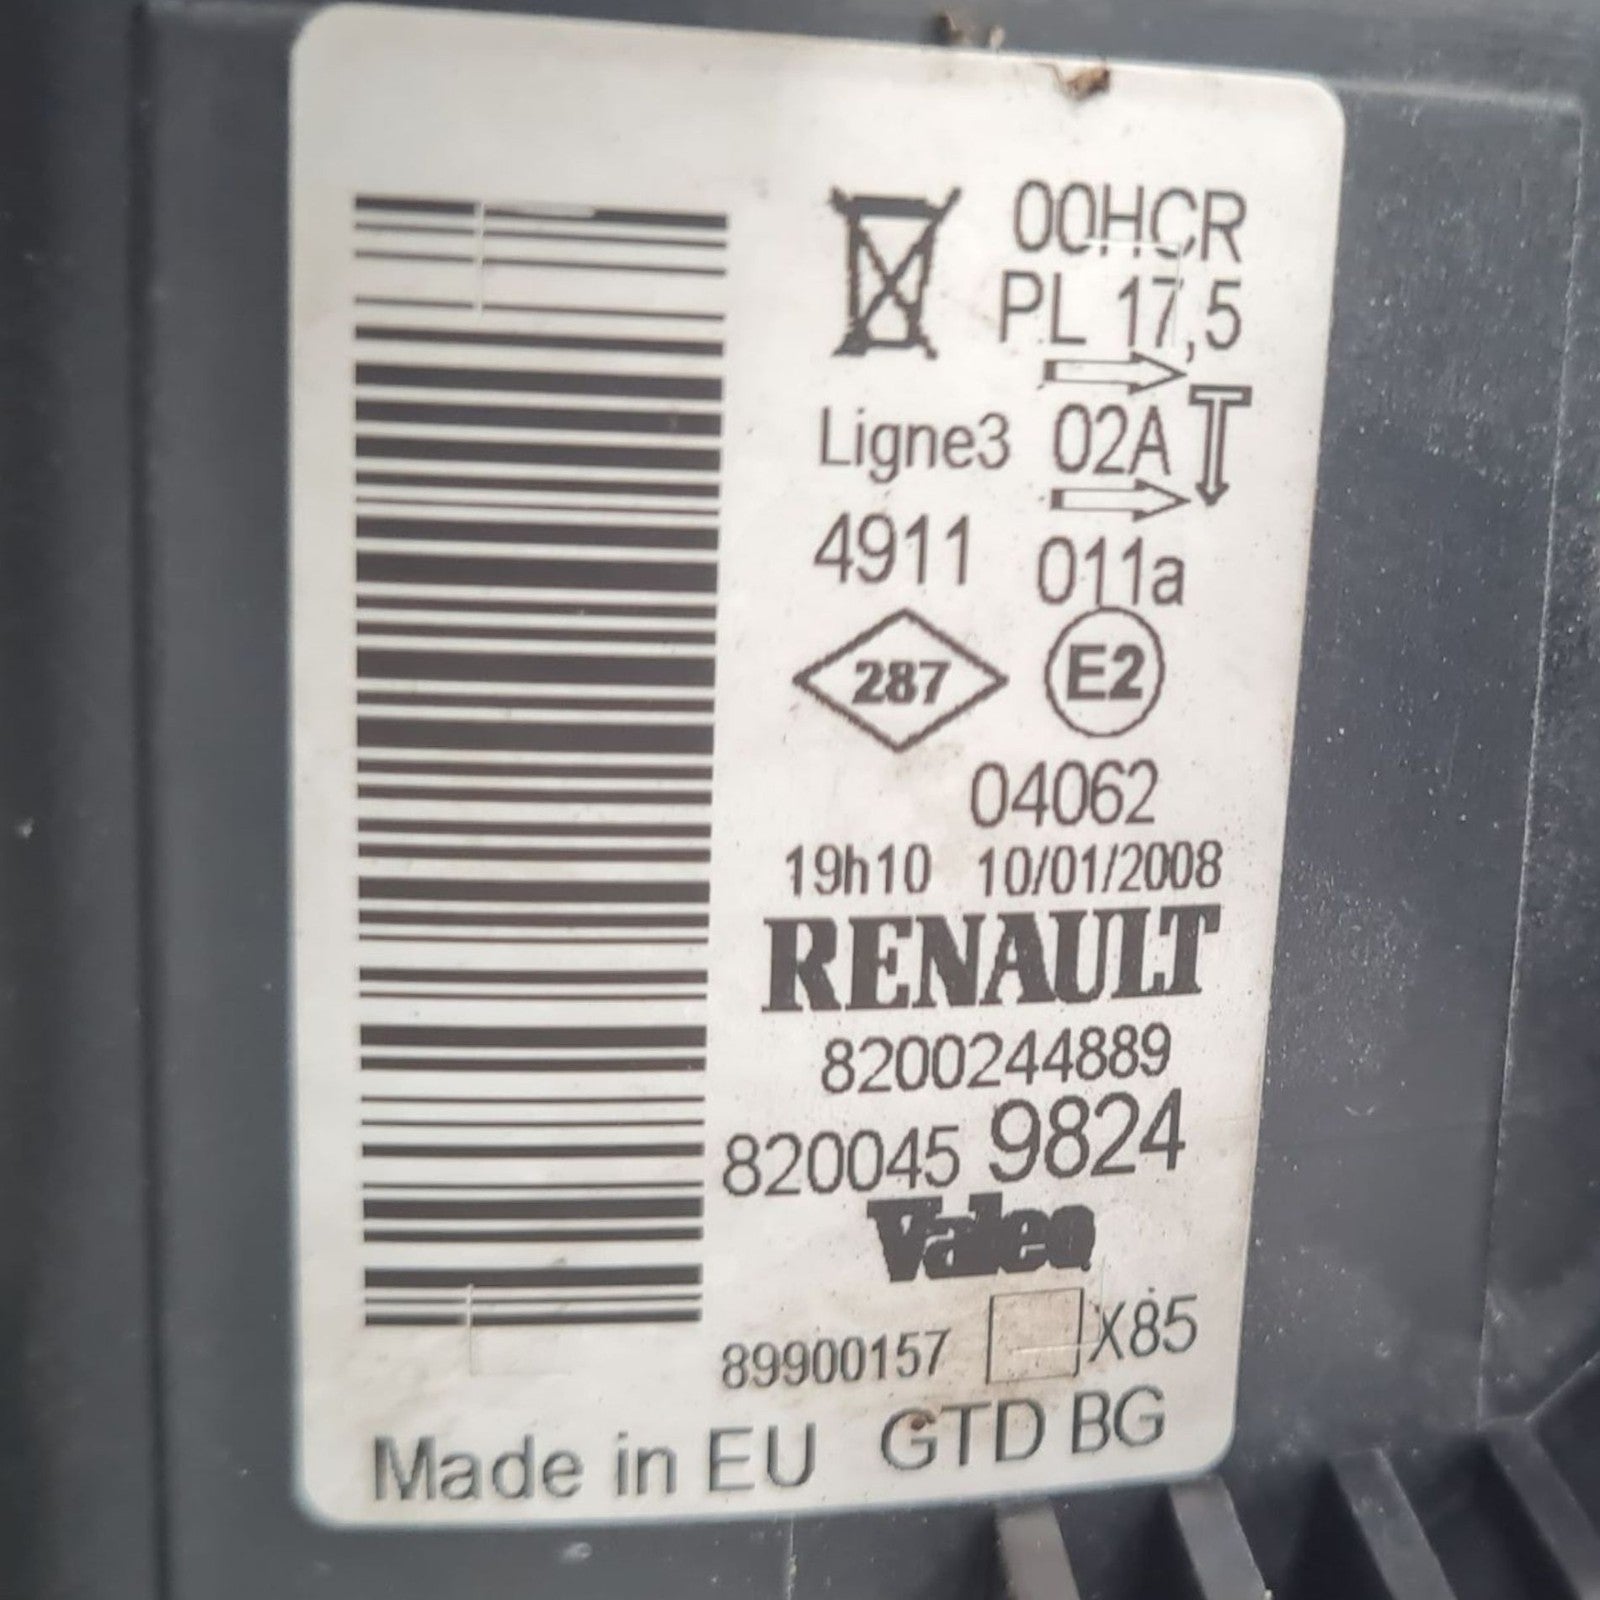 00HCR
PL 17,5
Ligne3 02A
4911 011a
287 E2
04062
19h10 10/01/2008
RENAULT
8200244889
820045 9824
Valeo
89900157 X85
Made in EU GTD BG